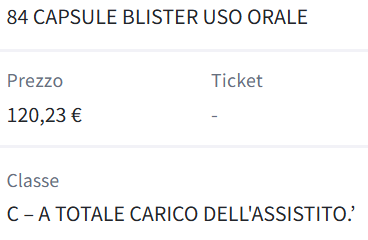 84 CAPSULE BLISTER USO ORALE
Prezzo Ticket
120,23 € -
Classe
C – A TOTALE CARICO DELL'ASSISTITO.’